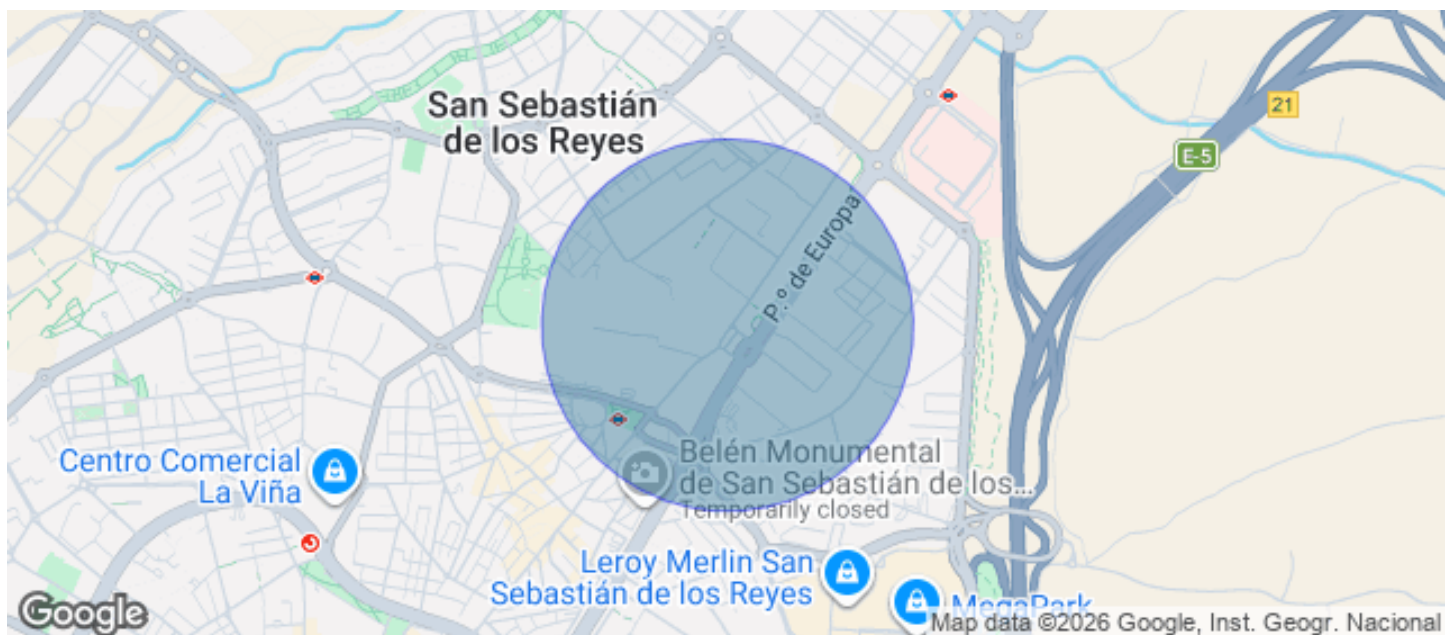 San Sebastián
de los Reyes
21
E-5
P.º de Europa
Centro Comercial
La Viña
Belén Monumental
de San Sebastián de los...
Temporarily closed
Leroy Merlin San
Sebastián de los Reyes
MegaPark
Google
Map data ©2026 Google, Inst. Geogr. Nacional